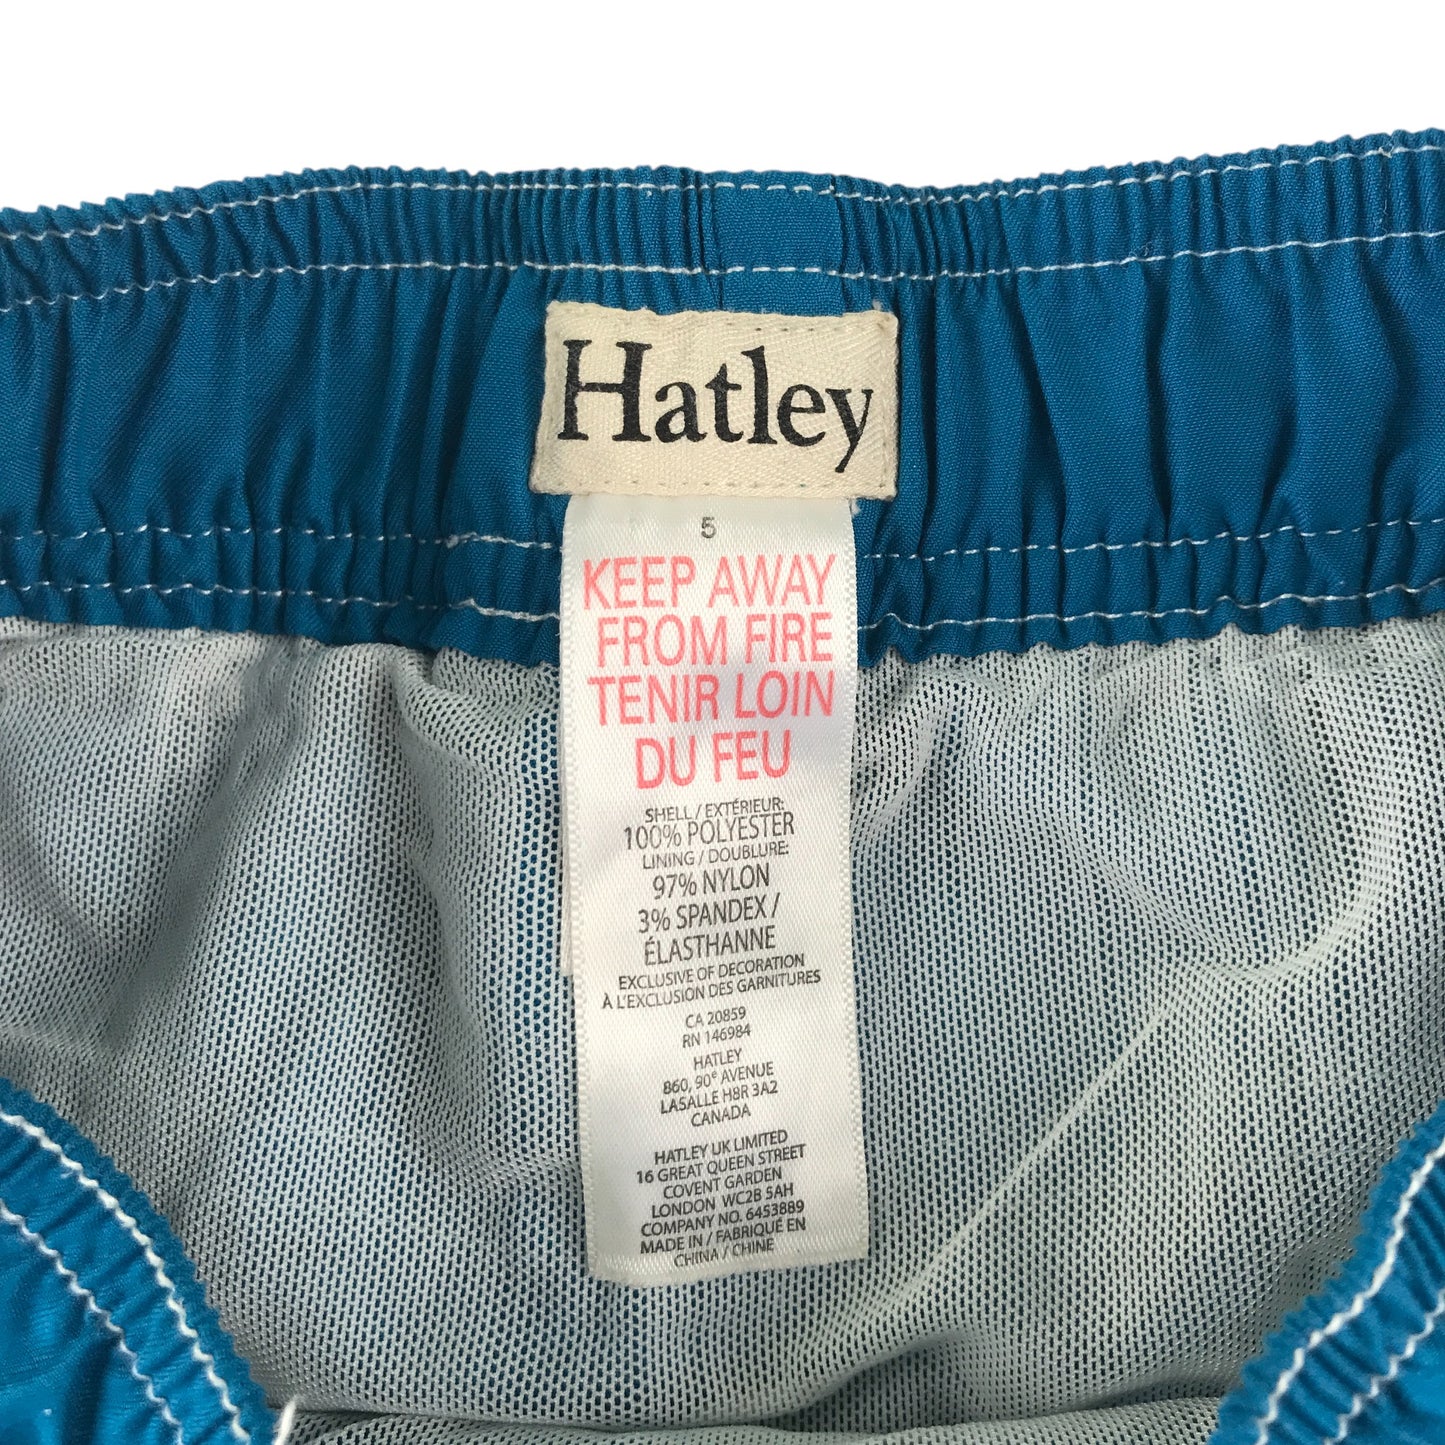 Hatley
5
KEEP AWAY
FROM FIRE
TENIR LOIN
DU FEU
SHELL / EXTÉRIEUR:
100% POLYESTER
LINING / DOUBLURE:
97% NYLON
3% SPANDEX /
ÉLASTHANNE
EXCLUSIVE OF DECORATION
À L'EXCLUSION DES GARNITURES
CA 20859
RN 146984
HATLEY
860, 90e AVENUE
LASALLE H8R 3A2
CANADA
HATLEY UK LIMITED
16 GREAT QUEEN STREET
COVENT GARDEN
LONDON WC2B 5AH
COMPANY NO. 6453889
MADE IN / FABRIQUÉ EN
CHINA / CHINE